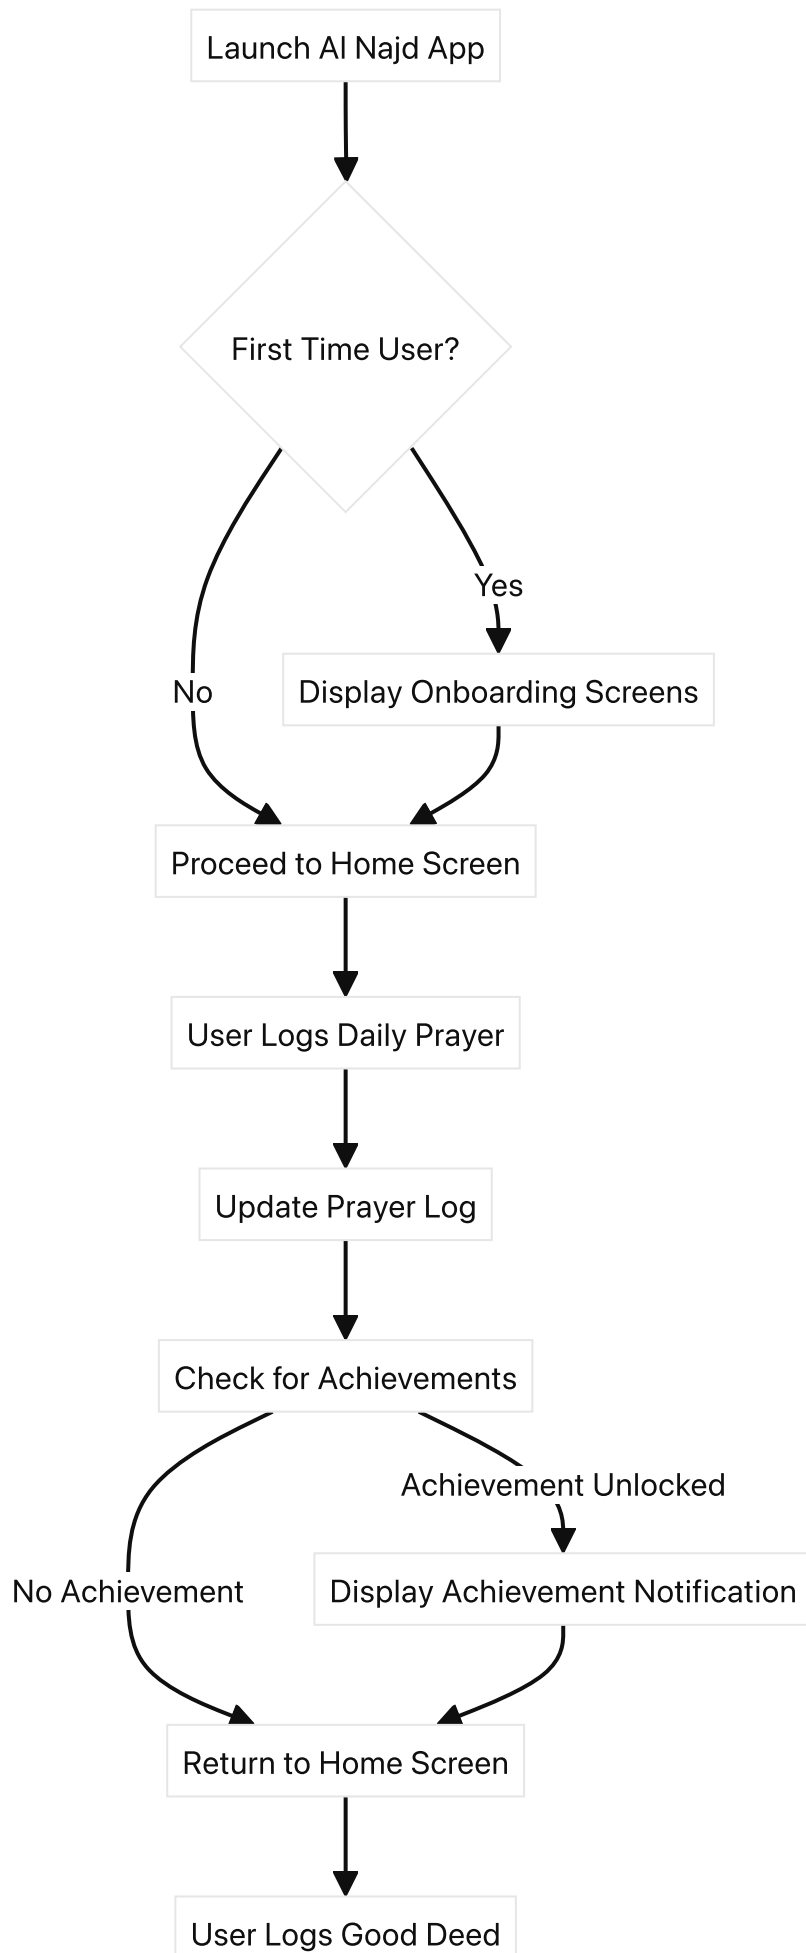 Launch Al Najd App
First Time User?
Yes
No
Display Onboarding Screens
Proceed to Home Screen
User Logs Daily Prayer
Update Prayer Log
Check for Achievements
Achievement Unlocked
No Achievement
Display Achievement Notification
Return to Home Screen
User Logs Good Deed